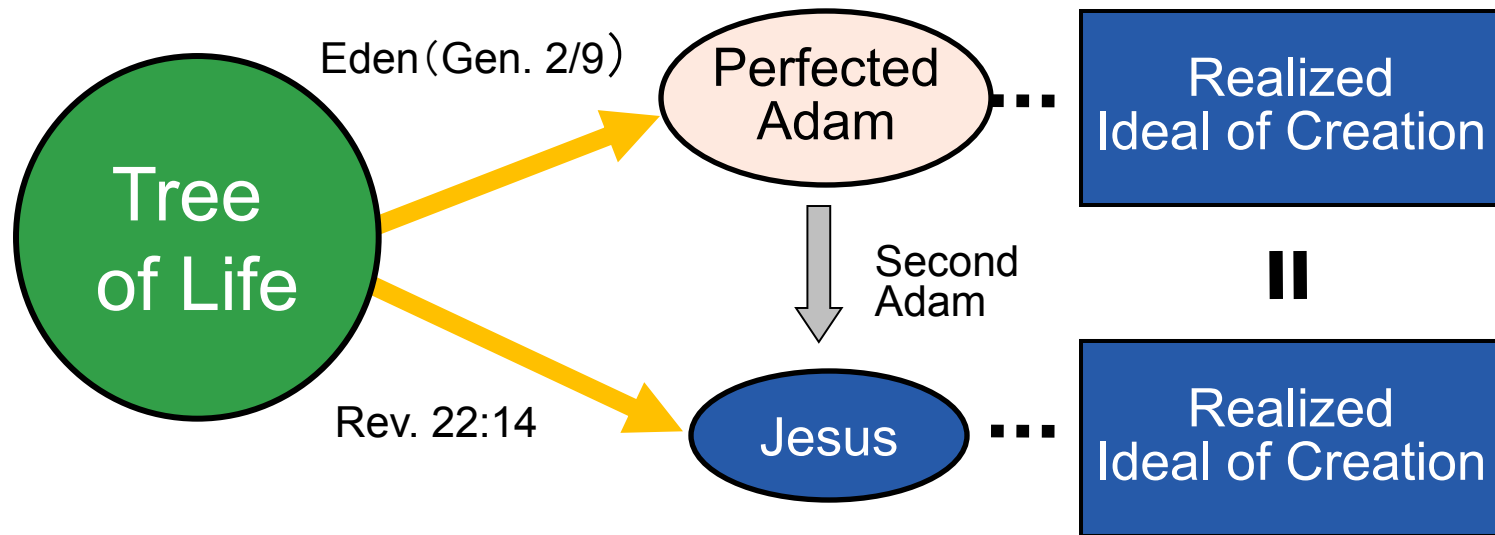 Eden（Gen. 2/9）
Perfected
Adam
Realized
Ideal of Creation
Tree
of Life
Second
Adam
Rev. 22:14
Jesus
Realized
Ideal of Creation